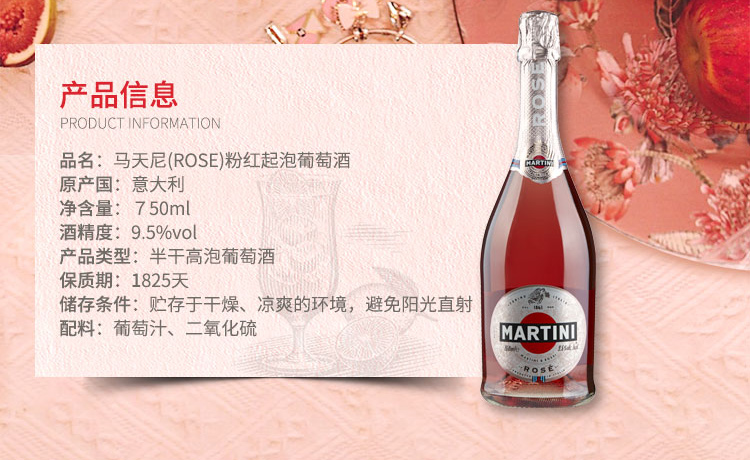 产品信息
PRODUCT INFORMATION
品名：马天尼(ROSE)粉红起泡葡萄酒
原产国：意大利
净含量：７50ml
酒精度：9.5%vol
产品类型：半干高泡葡萄酒
保质期：1825天
储存条件：贮存于干燥、凉爽的环境，避免阳光直射
配料：葡萄汁、二氧化硫
ROSÉ
MARTINI
MARTINI
ROSÉ